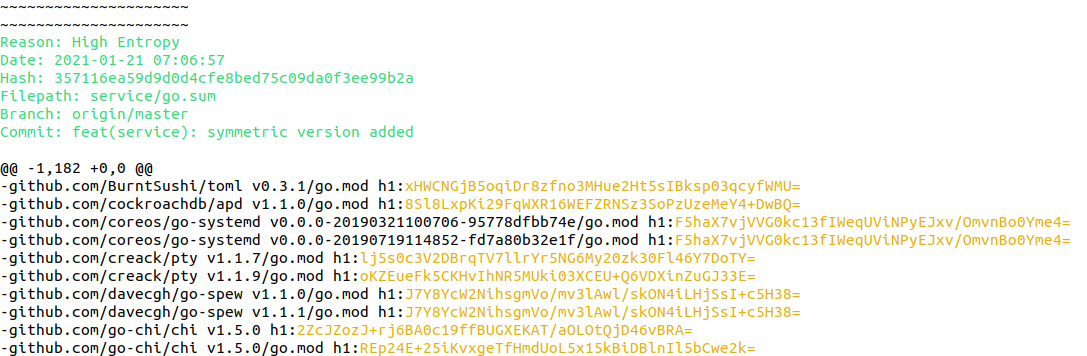 ~~~~~~~~~~~~~~~~~~~~~
~~~~~~~~~~~~~~~~~~~~~
Reason: High Entropy
Date: 2021-01-21 07:06:57
Hash: 357116ea59d9d0d4cfe8bed75c09da0f3ee99b2a
Filepath: service/go.sum
Branch: origin/master
Commit: feat(service): symmetric version added
@@ -1,182 +0,0 @@
-github.com/BurntSushi/toml v0.3.1/go.mod h1:xHWCNGjB5oqiDr8zfno3MHue2Ht5sIBksp03qcyfWMU=
-github.com/cockroachdb/apd v1.1.0/go.mod h1:8Sl8LxpKi29FqWXR16WEFZRNSz3SoPzUzeMeY4+DwBQ=
-github.com/coreos/go-systemd v0.0.0-20190321100706-95778dfbb74e/go.mod h1:F5haX7vjVVG0kc13fIWeqUViNPyEJxv/OmvnBo0Yme4=
-github.com/coreos/go-systemd v0.0.0-20190719114852-fd7a80b32e1f/go.mod h1:F5haX7vjVVG0kc13fIWeqUViNPyEJxv/OmvnBo0Yme4=
-github.com/creack/pty v1.1.7/go.mod h1:lj5s0c3V2DBrqTV7llrYr5NG6My20zk30Fl46Y7DoTY=
-github.com/creack/pty v1.1.9/go.mod h1:oKZEueFk5CKHvIhNR5MUki03XCEU+Q6VDXinZuGJ33E=
-github.com/davecgh/go-spew v1.1.0/go.mod h1:J7Y8YcW2NihsgmVo/mv3lAwl/skON4iLHjSsI+c5H38=
-github.com/davecgh/go-spew v1.1.1/go.mod h1:J7Y8YcW2NihsgmVo/mv3lAwl/skON4iLHjSsI+c5H38=
-github.com/go-chi/chi v1.5.0 h1:2ZcJZozJ+rj6BA0c19ffBUGXEKAT/aOLOtQjD46vBRA=
-github.com/go-chi/chi v1.5.0/go.mod h1:REp24E+25iKvxgeTfHmdUoL5x15kBiDBlnIl5bCwe2k=